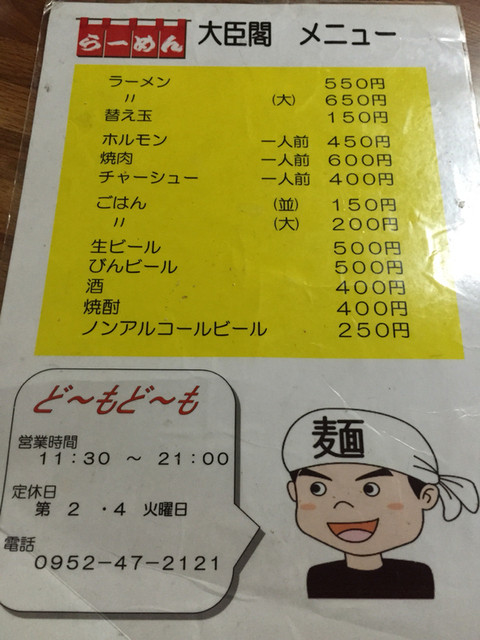 らーめん 大臣閣 メニュー
ラーメン 550円
〃 (大) 650円
替え玉 150円
ホルモン 一人前 450円
焼肉 一人前 600円
チャーシュー 一人前 400円
ごはん (並) 150円
〃 (大) 200円
生ビール 500円
びんビール 500円
酒 400円
焼酎 400円
ノンアルコールビール 250円
ど〜もど〜も
営業時間
11:30 〜 21:00
定休日
第 2 ・4 火曜日
電話
0952-47-2121
麺